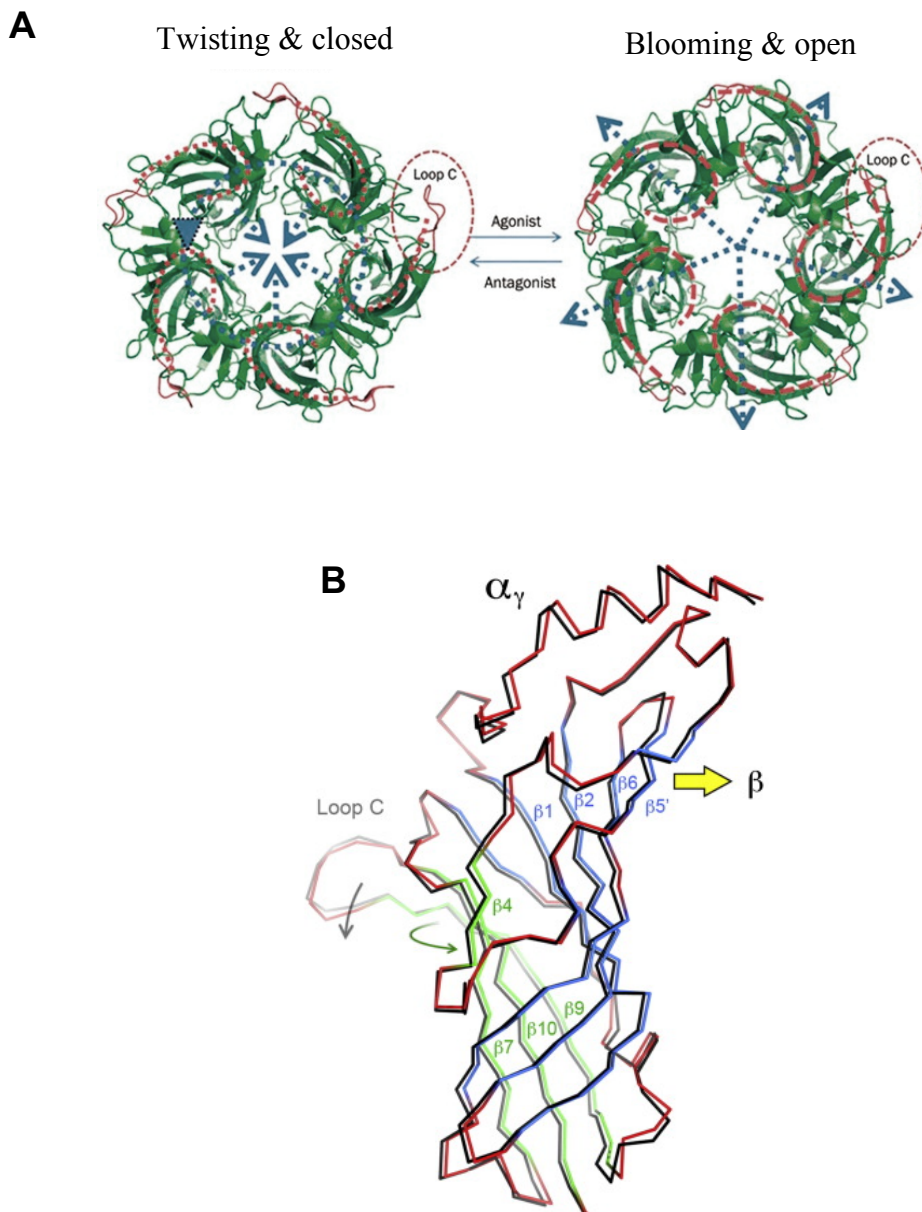 A
Twisting & closed
Blooming & open
Loop C
Loop C
Agonist
Antagonist
B
αγ
β
Loop C
β1
β2
β6
β5'
β4
β9
β10
β7